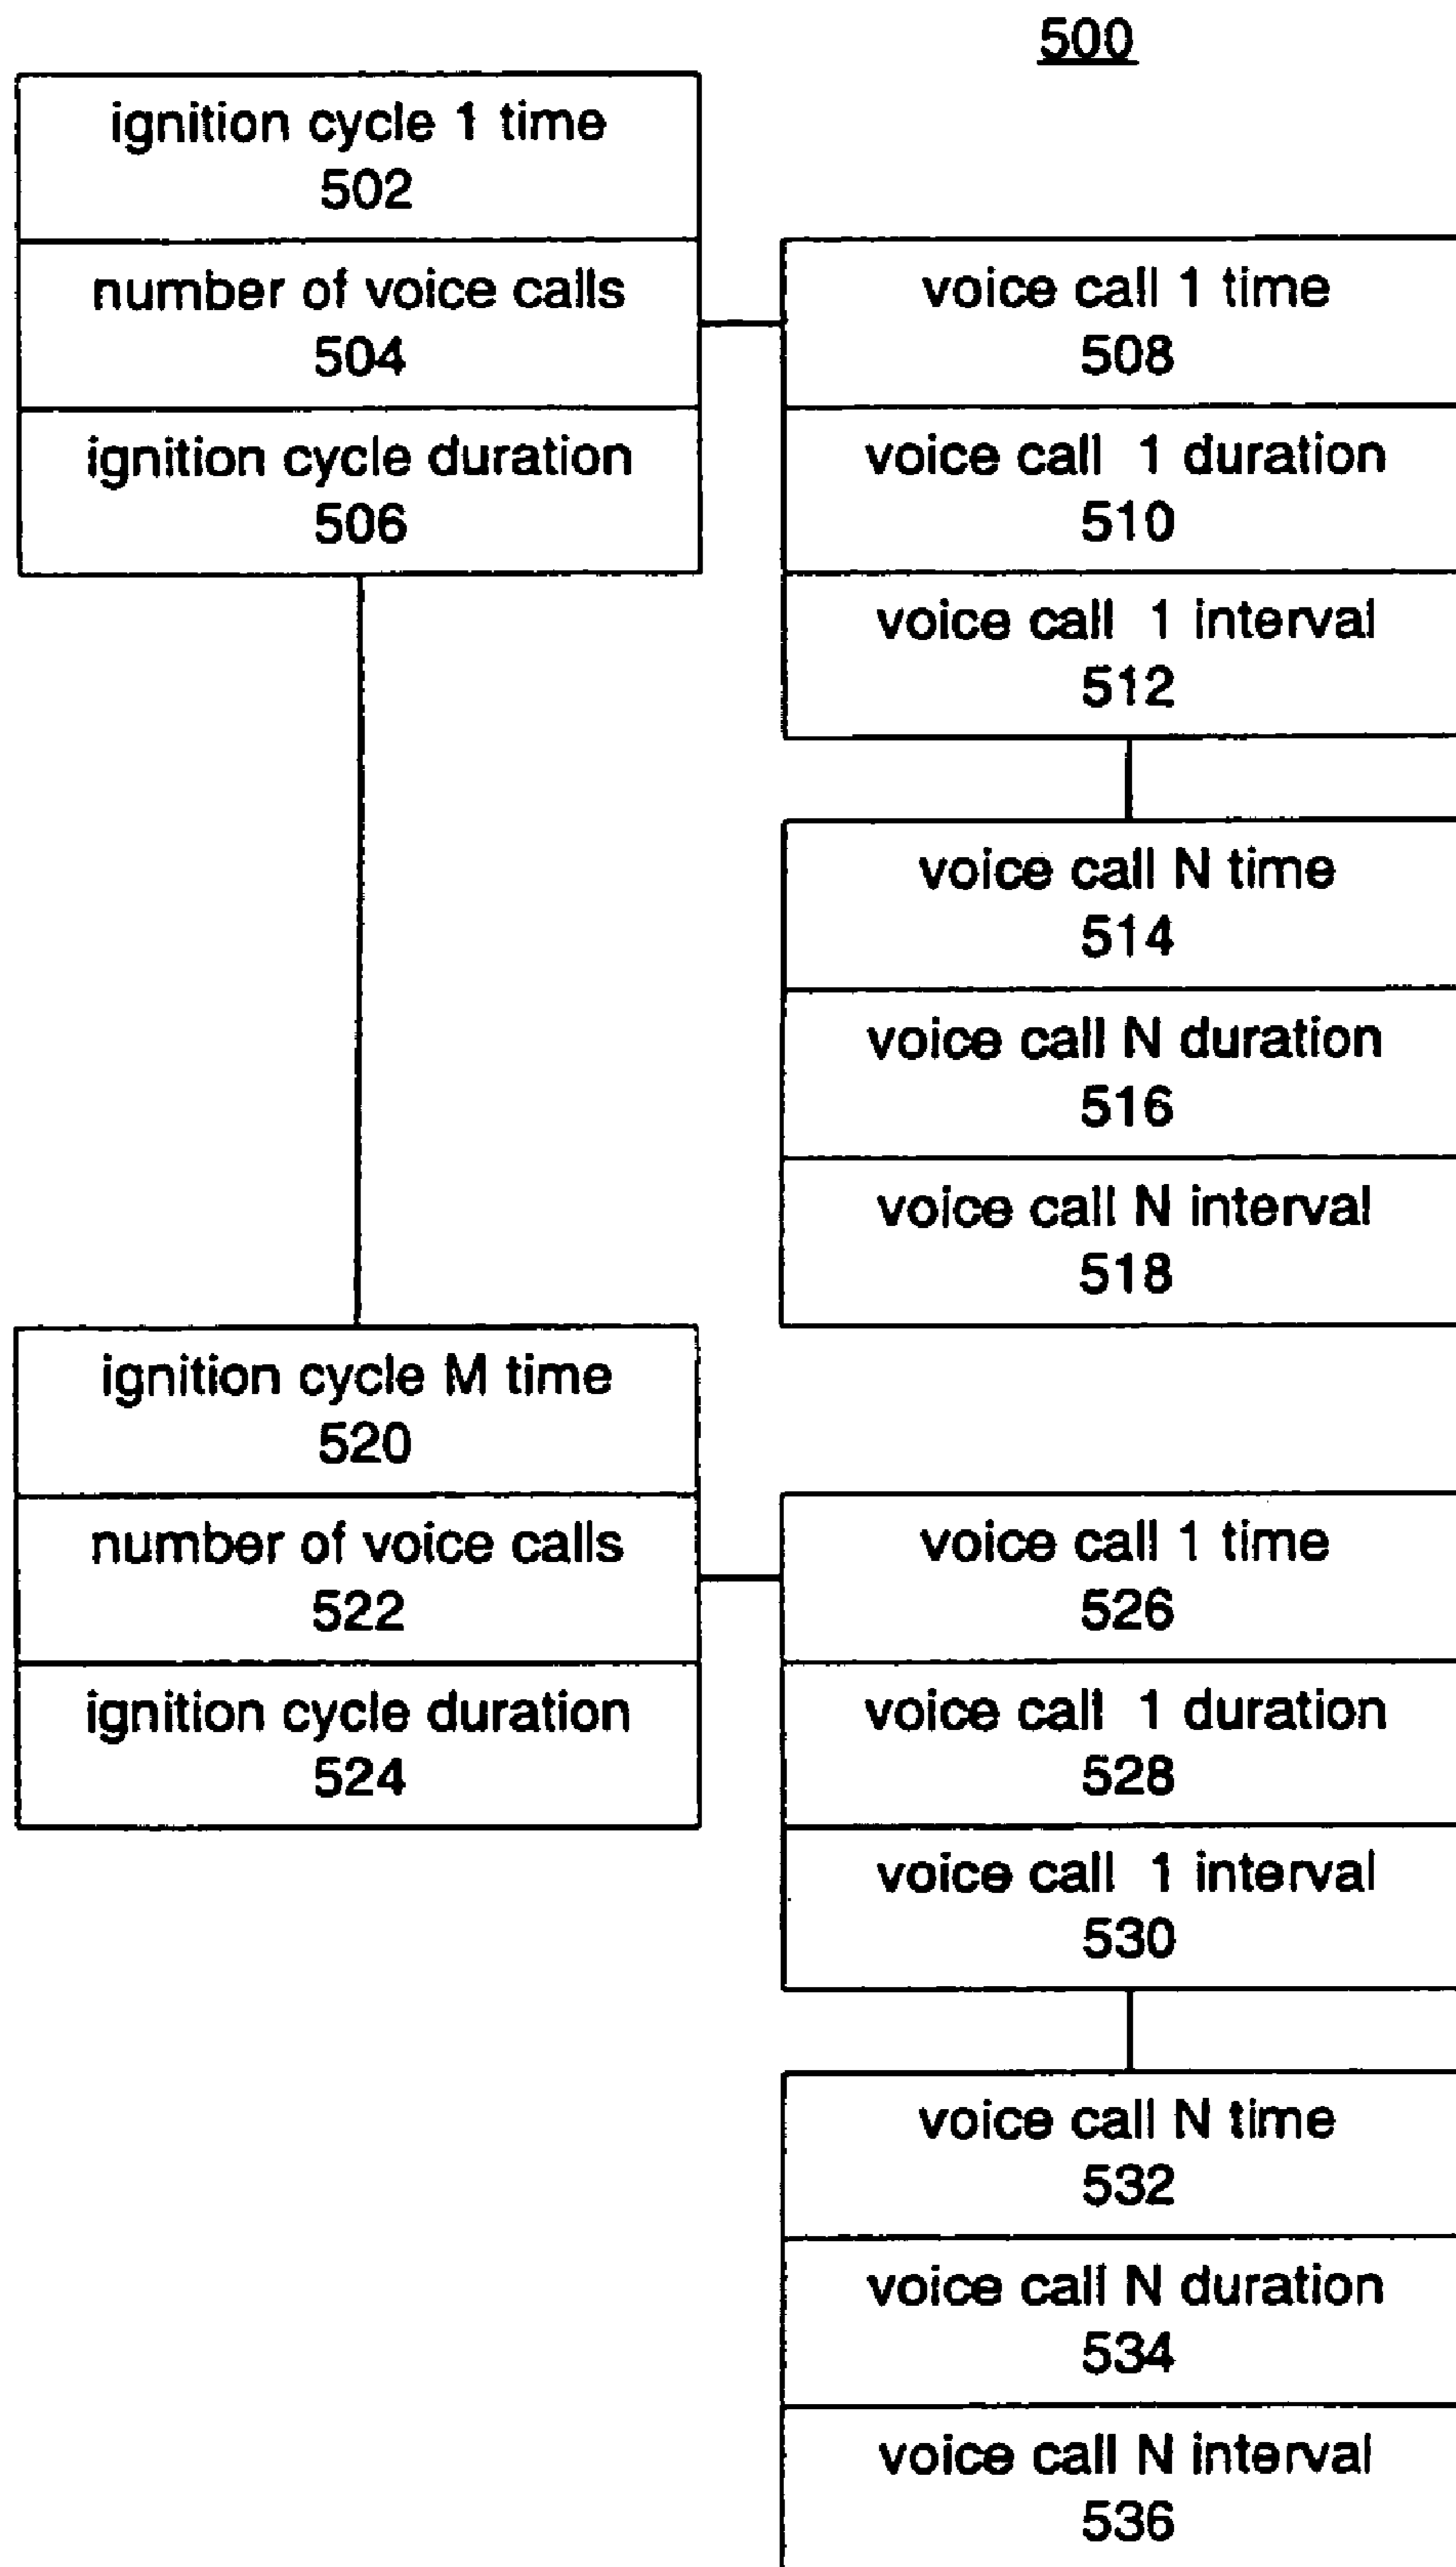 500
ignition cycle 1 time
502
number of voice calls
504
ignition cycle duration
506
voice call 1 time
508
voice call 1 duration
510
voice call 1 interval
512
voice call N time
514
voice call N duration
516
voice call N interval
518
ignition cycle M time
520
number of voice calls
522
ignition cycle duration
524
voice call 1 time
526
voice call 1 duration
528
voice call 1 interval
530
voice call N time
532
voice call N duration
534
voice call N interval
536